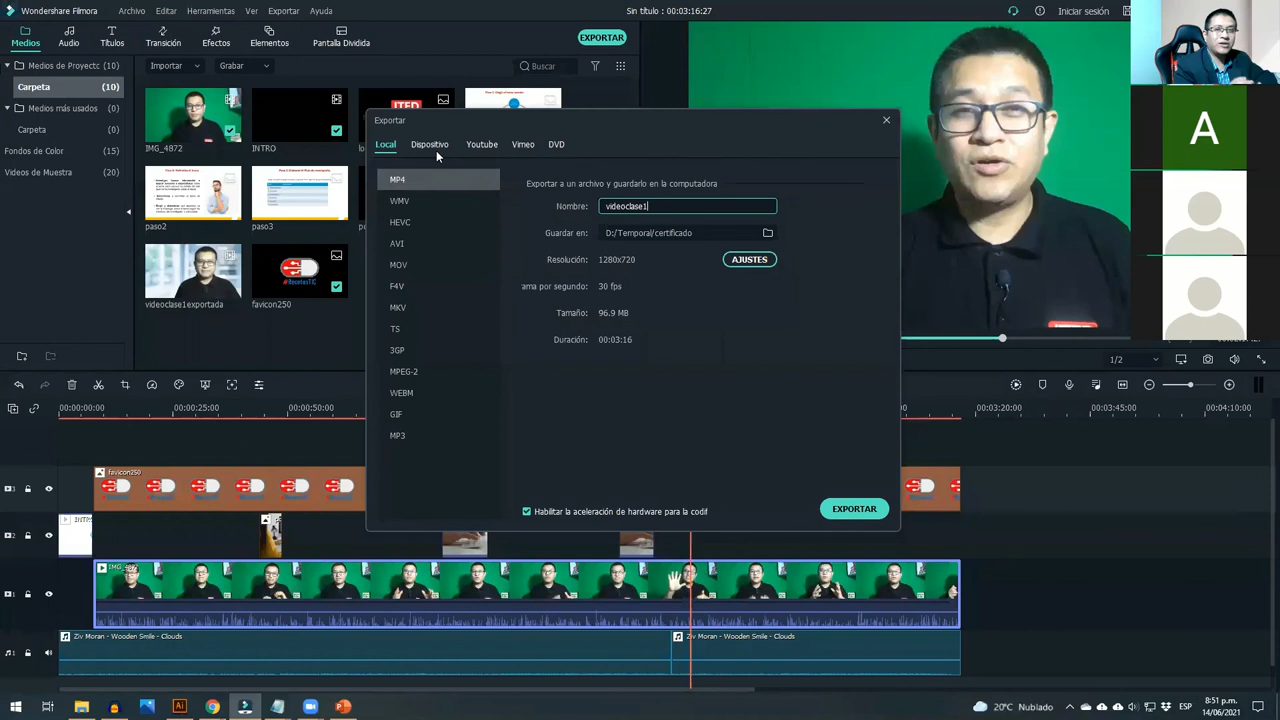 Wondershare Filmora
Archivo
Editar
Herramientas
Ver
Exportar
Ayuda
Sin título : 00:03:16:27
Iniciar sesión
Medios
Audio
Títulos
Transición
Efectos
Elementos
Pantalla Dividida
EXPORTAR
Medios de Proyecto (10)
Carpeta (10)
Medios más usados (0)
Carpeta (0)
Fondos de Color (15)
(0)
Importar
Grabar
Buscar
IMG_4872
INTRO
paso2
paso3
videoclase1exportada
favicon250
ITED
#RecetasTIC
Exportar
Local
Dispositivo
Youtube
Vimeo
DVD
MP4
WMV
HEVC
AVI
MOV
F4V
MKV
TS
3GP
MPEG-2
WEBM
GIF
MP3
Exportar a un archivo, y guardado en la computadora
Nombre: videoclase1
Guardar en: D:/Temporal/certificado
Resolución: 1280x720
AJUSTES
ama por segundo: 30 fps
Tamaño: 96.9 MB
Duración: 00:03:16
Habilitar la aceleración de hardware para la codif
EXPORTAR
A
1/2
00:00:00:00
00:00:25:00
00:00:50:00
00:03:20:00
00:03:45:00
00:04:10:00
favicon250
INTR
IMG_4872
Ziv Moran - Wooden Smile - Clouds
Ziv Moran - Wooden Smile - Clouds
20°C Nublado
ESP
8:51 p.m.
14/06/2021